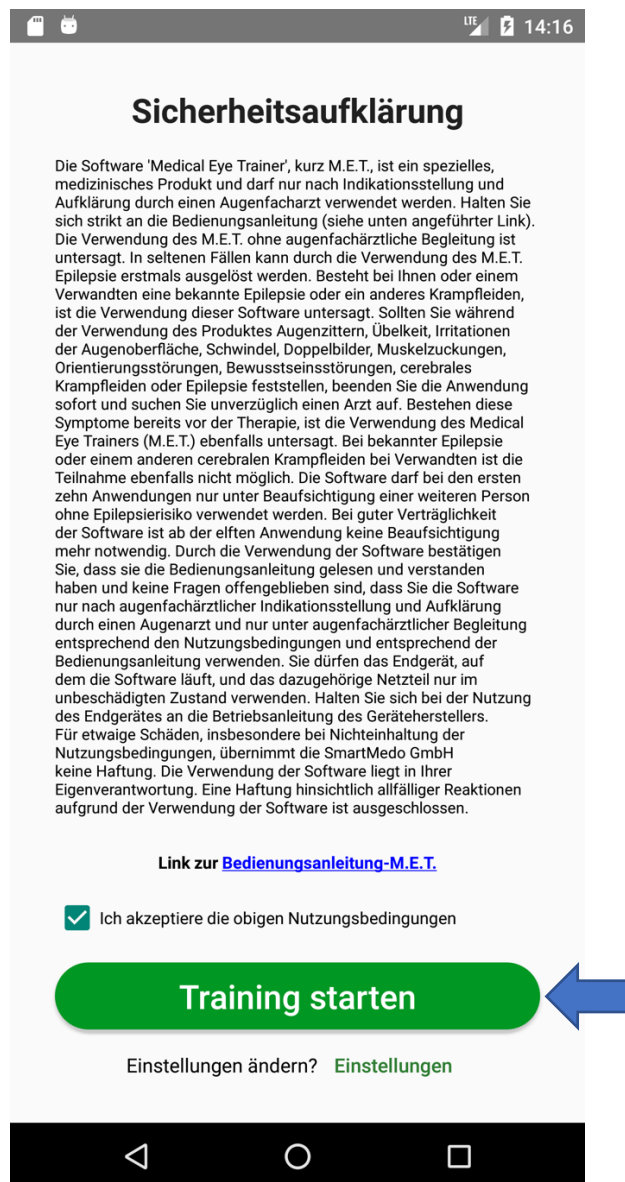 LTE 14:16
Sicherheitsaufklärung
Die Software 'Medical Eye Trainer', kurz M.E.T., ist ein spezielles,
medizinisches Produkt und darf nur nach Indikationsstellung und
Aufklärung durch einen Augenfacharzt verwendet werden. Halten Sie
sich strikt an die Bedienungsanleitung (siehe unten angeführter Link).
Die Verwendung des M.E.T. ohne augenfachärztliche Begleitung ist
untersagt. In seltenen Fällen kann durch die Verwendung des M.E.T.
Epilepsie erstmals ausgelöst werden. Besteht bei Ihnen oder einem
Verwandten eine bekannte Epilepsie oder ein anderes Krampfleiden,
ist die Verwendung dieser Software untersagt. Sollten Sie während
der Verwendung des Produktes Augenzittern, Übelkeit, Irritationen
der Augenoberfläche, Schwindel, Doppelbilder, Muskelzuckungen,
Orientierungsstörungen, Bewusstseinsstörungen, cerebrales
Krampfleiden oder Epilepsie feststellen, beenden Sie die Anwendung
sofort und suchen Sie unverzüglich einen Arzt auf. Bestehen diese
Symptome bereits vor der Therapie, ist die Verwendung des Medical
Eye Trainers (M.E.T.) ebenfalls untersagt. Bei bekannter Epilepsie
oder einem anderen cerebralen Krampfleiden bei Verwandten ist die
Teilnahme ebenfalls nicht möglich. Die Software darf bei den ersten
zehn Anwendungen nur unter Beaufsichtigung einer weiteren Person
ohne Epilepsierisiko verwendet werden. Bei guter Verträglichkeit
der Software ist ab der elften Anwendung keine Beaufsichtigung
mehr notwendig. Durch die Verwendung der Software bestätigen
Sie, dass sie die Bedienungsanleitung gelesen und verstanden
haben und keine Fragen offengeblieben sind, dass Sie die Software
nur nach augenfachärztlicher Indikationsstellung und Aufklärung
durch einen Augenarzt und nur unter augenfachärztlicher Begleitung
entsprechend den Nutzungsbedingungen und entsprechend der
Bedienungsanleitung verwenden. Sie dürfen das Endgerät, auf
dem die Software läuft, und das dazugehörige Netzteil nur im
unbeschädigten Zustand verwenden. Halten Sie sich bei der Nutzung
des Endgerätes an die Betriebsanleitung des Geräteherstellers.
Für etwaige Schäden, insbesondere bei Nichteinhaltung der
Nutzungsbedingungen, übernimmt die SmartMedo GmbH
keine Haftung. Die Verwendung der Software liegt in Ihrer
Eigenverantwortung. Eine Haftung hinsichtlich allfälliger Reaktionen
aufgrund der Verwendung der Software ist ausgeschlossen.
Link zur Bedienungsanleitung-M.E.T.
Ich akzeptiere die obigen Nutzungsbedingungen
Training starten
Einstellungen ändern? Einstellungen